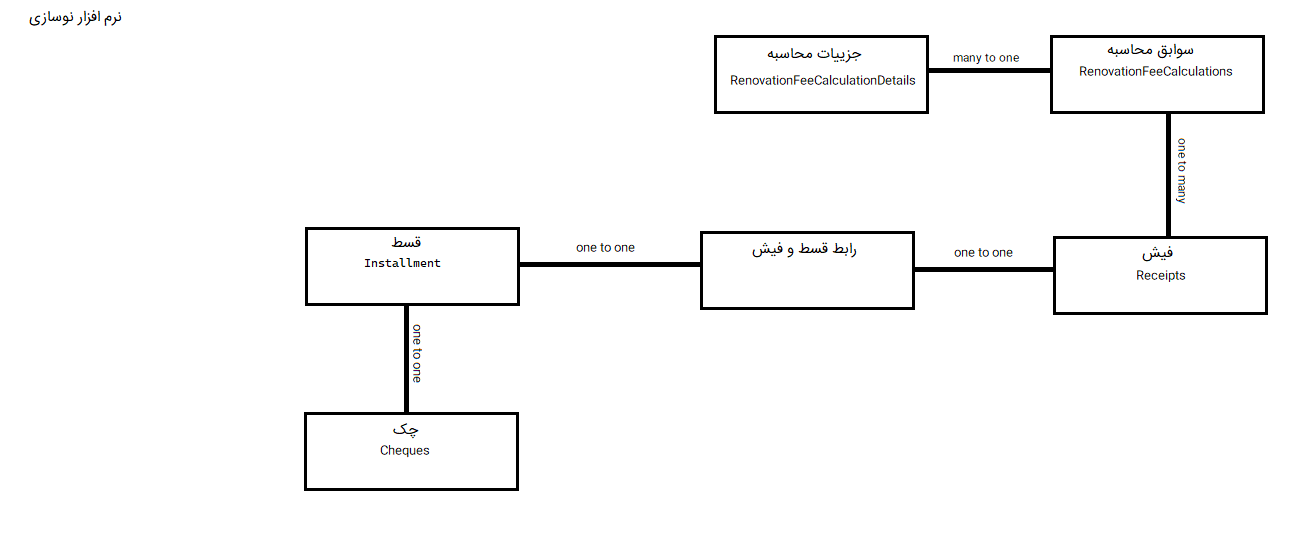 نرم افزار نوسازی
سوابق محاسبه
RenovationFeeCalculations
many to one
جزییات محاسبه
RenovationFeeCalculationDetails
one to many
فیش
Receipts
one to one
رابط قسط و فیش
one to one
قسط
Installment
one to one
چک
Cheques